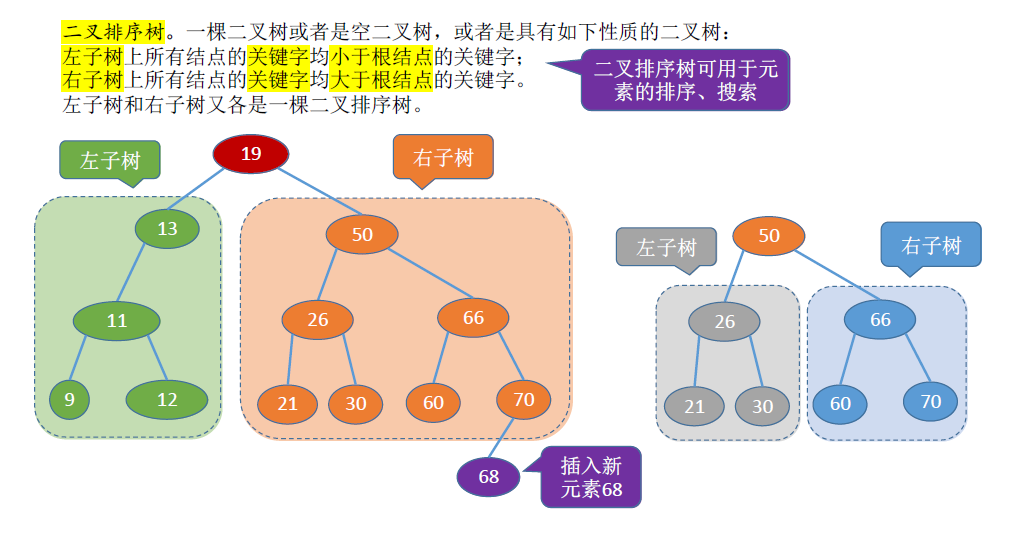 二叉排序树。一棵二叉树或者是空二叉树，或者是具有如下性质的二叉树：
左子树上所有结点的关键字均小于根结点的关键字；
右子树上所有结点的关键字均大于根结点的关键字。
左子树和右子树又各是一棵二叉排序树。
二叉排序树可用于元
素的排序、搜索
左子树
19
右子树
13
50
11
26
66
9
12
21
30
60
70
68
插入新
元素68
左子树
50
右子树
26
66
21
30
60
70